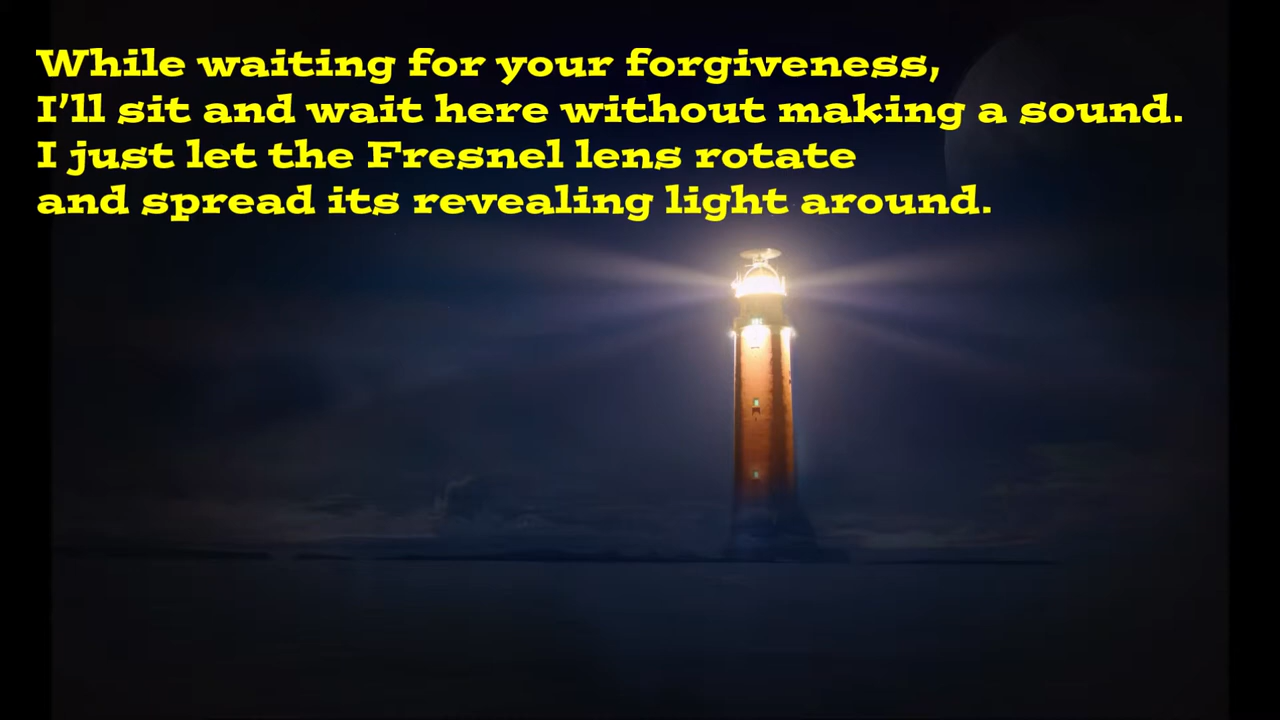 While waiting for your forgiveness,
I'll sit and wait here without making a sound.
I just let the Fresnel lens rotate
and spread its revealing light around.